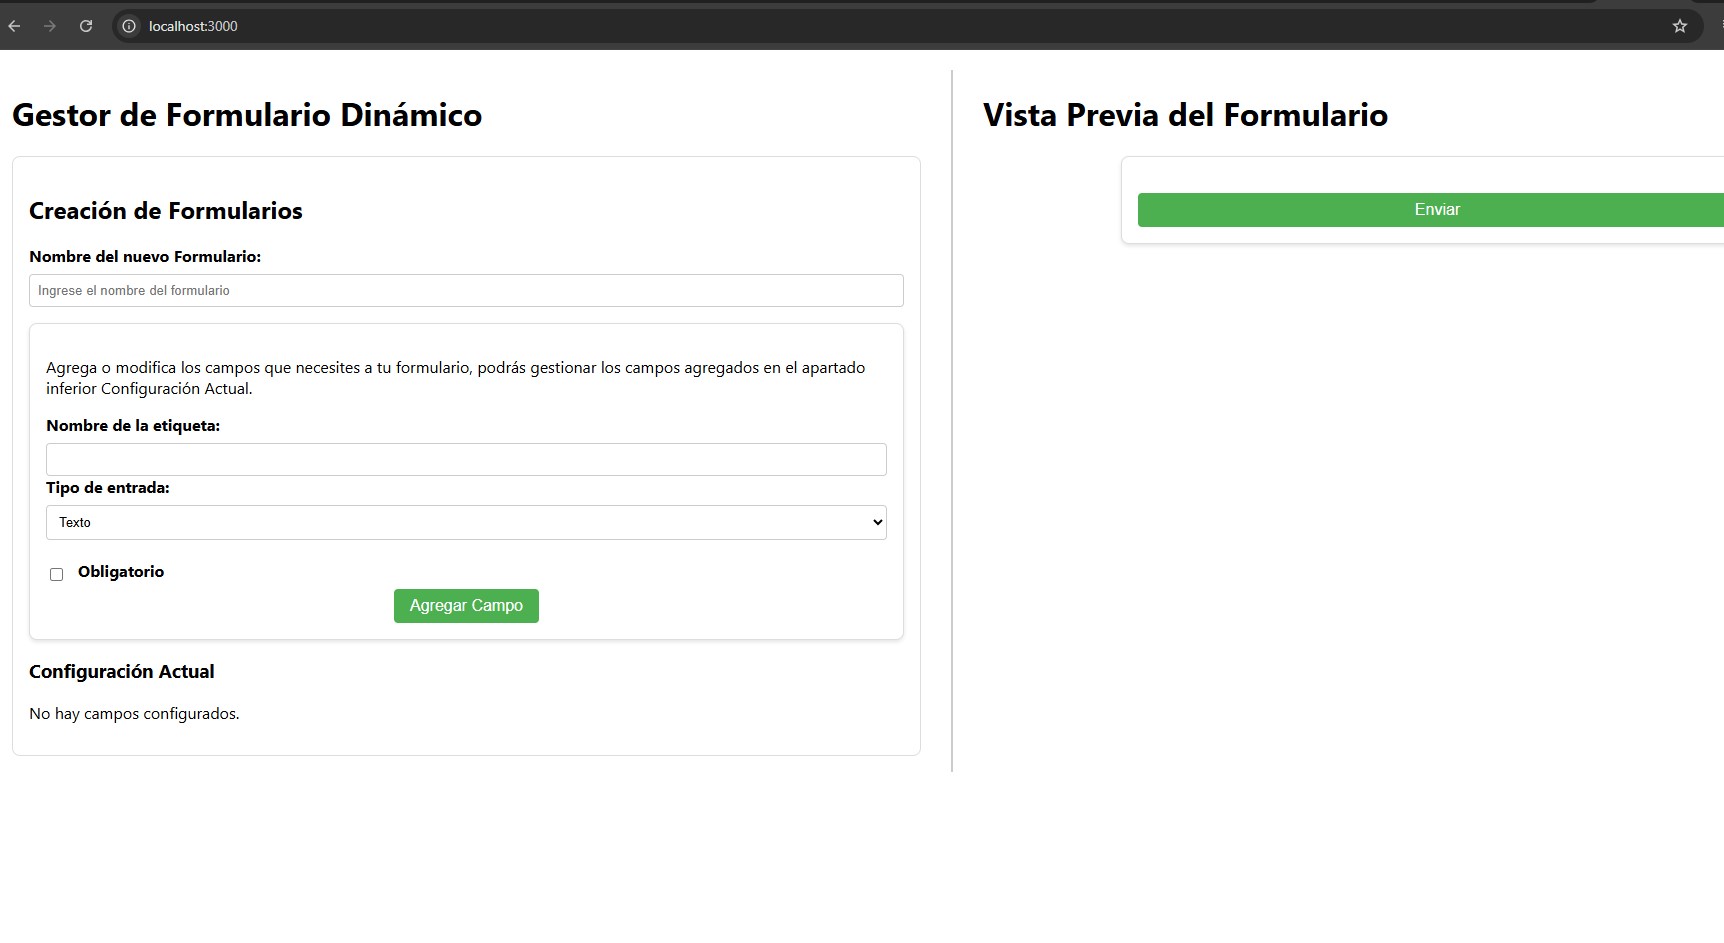 localhost:3000
Gestor de Formulario Dinámico
Creación de Formularios
Nombre del nuevo Formulario:
Ingrese el nombre del formulario
Agrega o modifica los campos que necesites a tu formulario, podrás gestionar los campos agregados en el apartado
inferior Configuración Actual.
Nombre de la etiqueta:
Tipo de entrada:
Texto
Obligatorio
Agregar Campo
Configuración Actual
No hay campos configurados.
Vista Previa del Formulario
Enviar